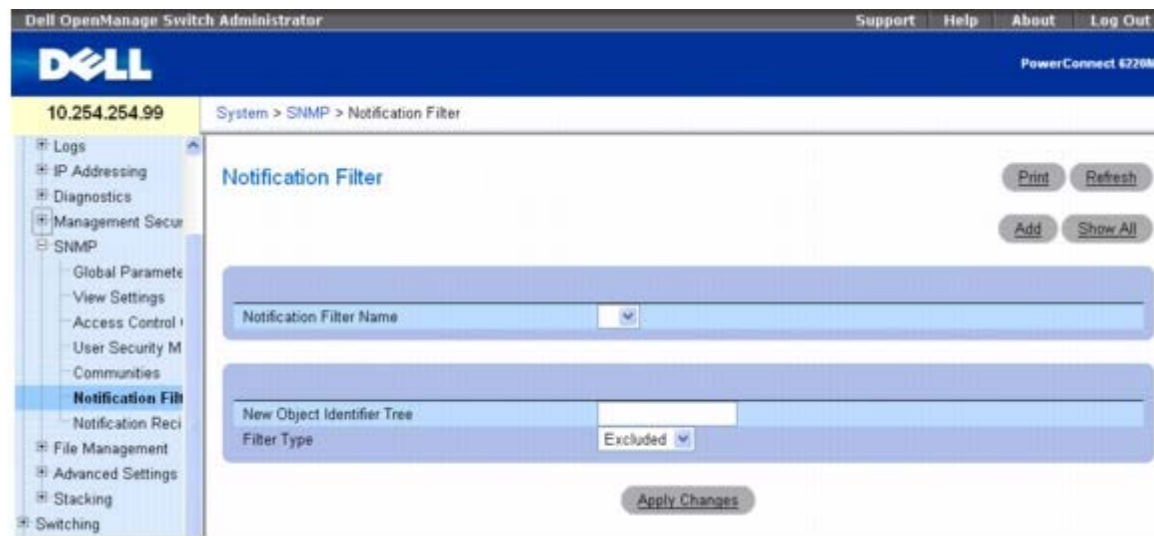 Dell OpenManage Switch Administrator
Support Help About Log Out
DELL
PowerConnect 6220M
10.254.254.99
System > SNMP > Notification Filter
Logs
IP Addressing
Diagnostics
Management Secur
SNMP
Global Paramete
View Settings
Access Control
User Security M
Communities
Notification Filt
Notification Reci
File Management
Advanced Settings
Stacking
Switching
Notification Filter
Print Refresh
Add Show All
Notification Filter Name
New Object Identifier Tree
Filter Type Excluded
Apply Changes